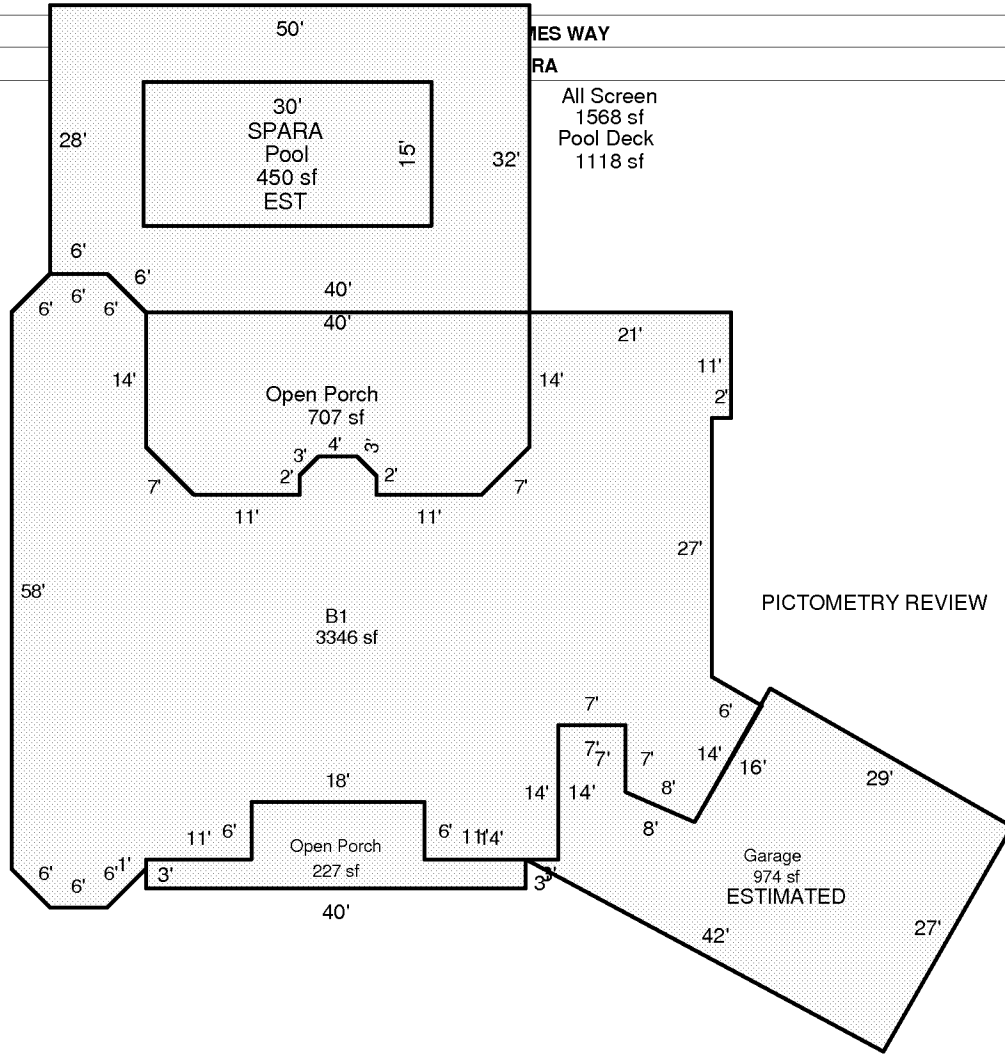 50'
MES WAY
RA
All Screen
1568 sf
Pool Deck
1118 sf
30'
SPARA
Pool
450 sf
EST
15'
28'
32'
6'
6'
6'
6'
6'
40'
40'
21'
14'
14'
11'
2'
Open Porch
707 sf
4'
3'
3'
2'
2'
7'
7'
11'
11'
27'
58'
B1
3346 sf
PICTOMETRY REVIEW
7'
6'
7'
7'
7'
14'
16'
29'
18'
14'
14'
8'
8'
11'
6'
6'
11'
14'
Open Porch
227 sf
Garage
974 sf
ESTIMATED
6'
6'
6'
1'
3'
3'
3'
40'
42'
27'